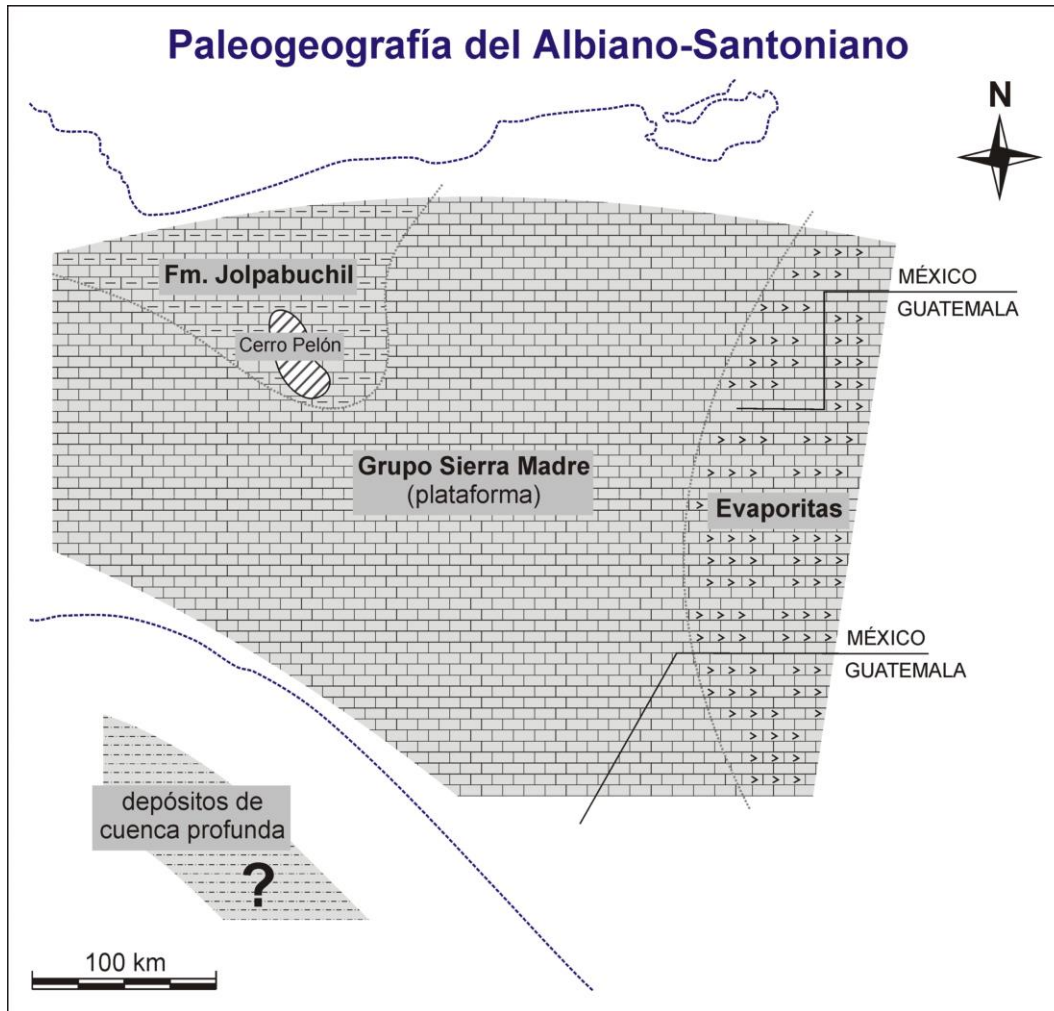 Paleogeografía del Albiano-Santoniano
N
Fm. Jolpabuchil
MÉXICO
GUATEMALA
Cerro Pelón
Grupo Sierra Madre
(plataforma)
Evaporitas
MÉXICO
GUATEMALA
depósitos de
cuenca profunda
?
100 km